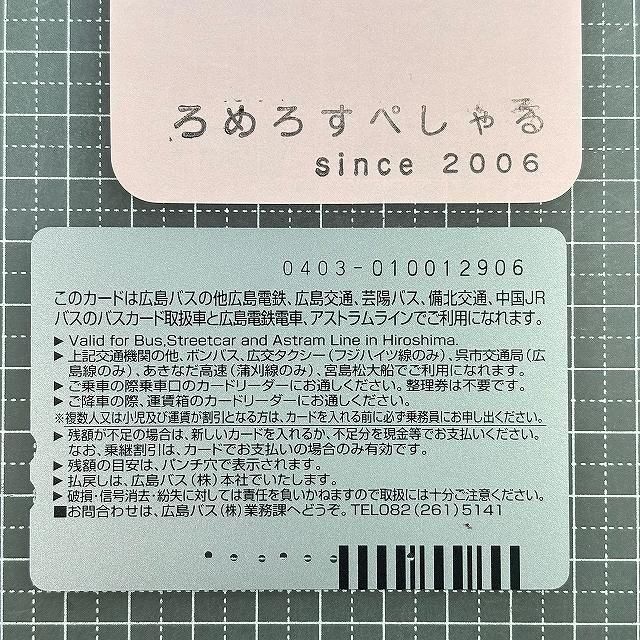 ろめろすぺしゃる
since 2006
0403-010012906
このカードは広島バスの他広島電鉄、広島交通、芸陽バス、備北交通、中国JR
バスのバスカード取扱車と広島電鉄電車、アストラムラインでご利用になれます。
▶ Valid for Bus,Streetcar and Astram Line in Hiroshima.
▶ 上記交通機関の他、ボンバス、広交タクシー(フジハイツ線のみ)、呉市交通局(広
島線のみ)、あきなだ高速(蒲刈線のみ)、宮島松大船でご利用になれます。
▶ ご乗車の際乗車口のカードリーダーにお通しください。整理券は不要です。
▶ ご降車の際、運賃箱のカードリーダーにお通しください。
※複数人又は小児及び運賃が割引となる方は、カードを入れる前に必ず乗務員にお申し出ください。
▶ 残額が不足の場合は、新しいカードを入れるか、不足分を現金等でお支払いください。
なお、乗継割引は、カードでお支払いの場合のみ有効です。
▶ 残額の目安は、パンチ穴で表示されます。
▶ 払戻しは、広島バス(株)本社でいたします。
▶ 破損・信号消去・紛失に対しては責任を負いかねますので取扱には十分ご注意ください。
■お問合わせは、広島バス(株)業務課へどうぞ。TEL082(261)5141